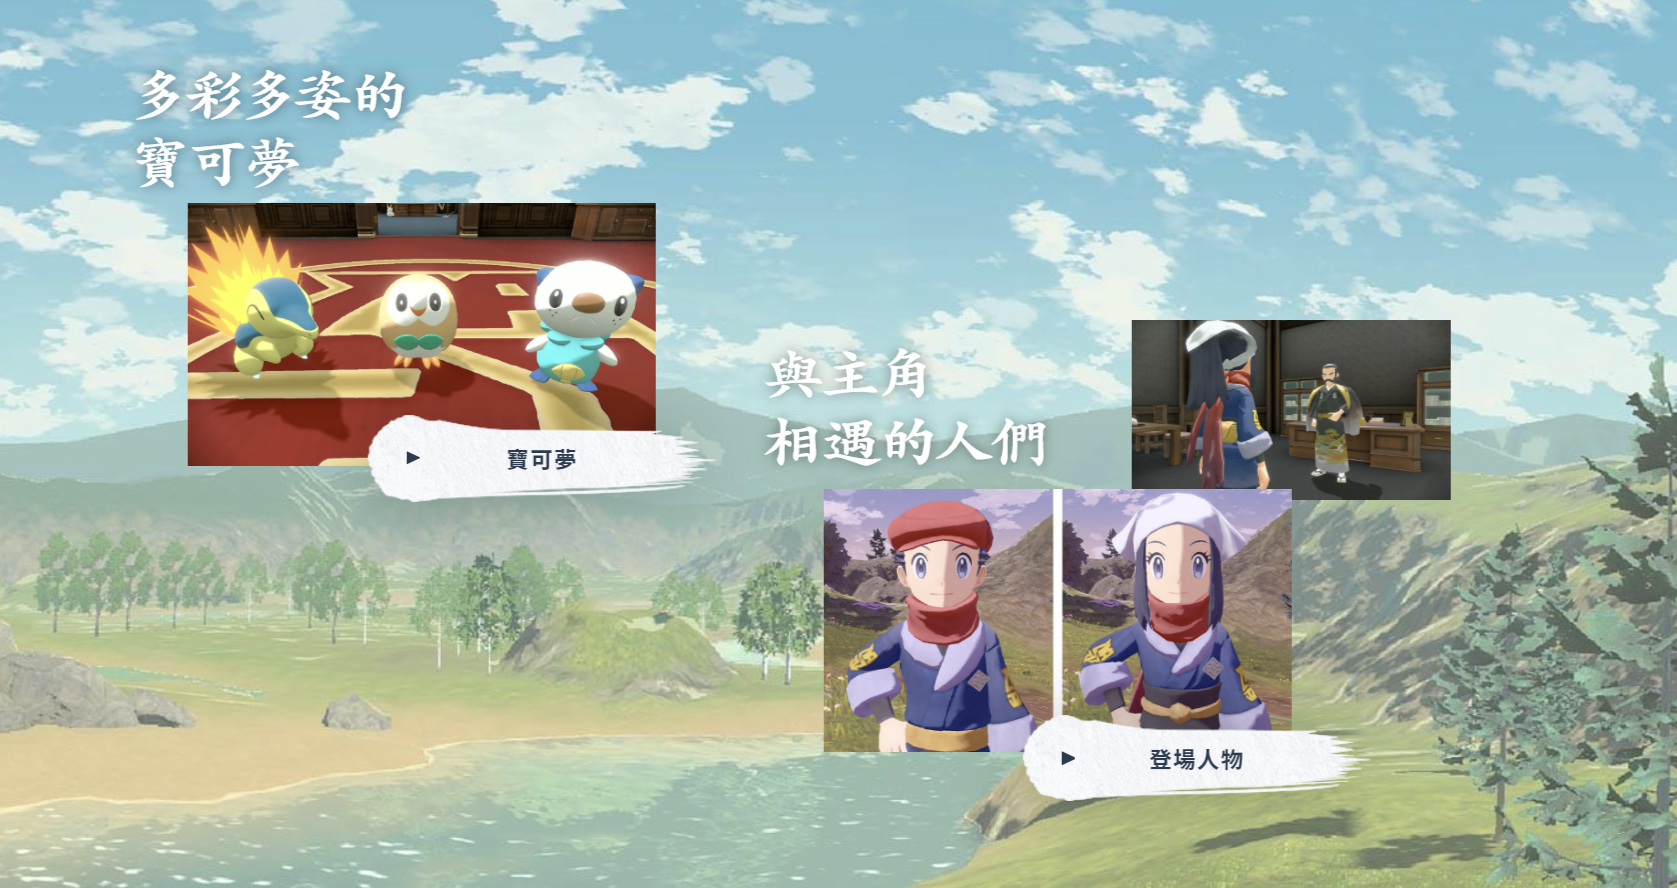 多彩多姿的
寶可夢
寶可夢
與主角
相遇的人們
登場人物